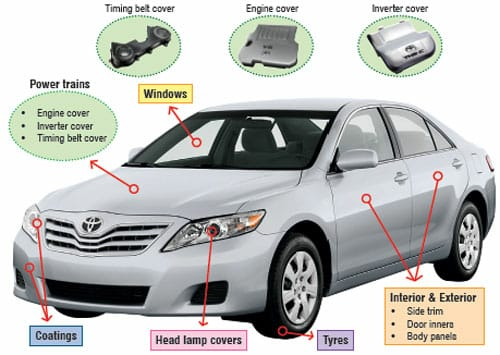 Timing belt cover
Engine cover
Inverter cover
Power trains
• Engine cover
• Inverter cover
• Timing belt cover
Windows
Interior & Exterior
• Side trim
• Door inners
• Body panels
Coatings
Head lamp covers
Tyres